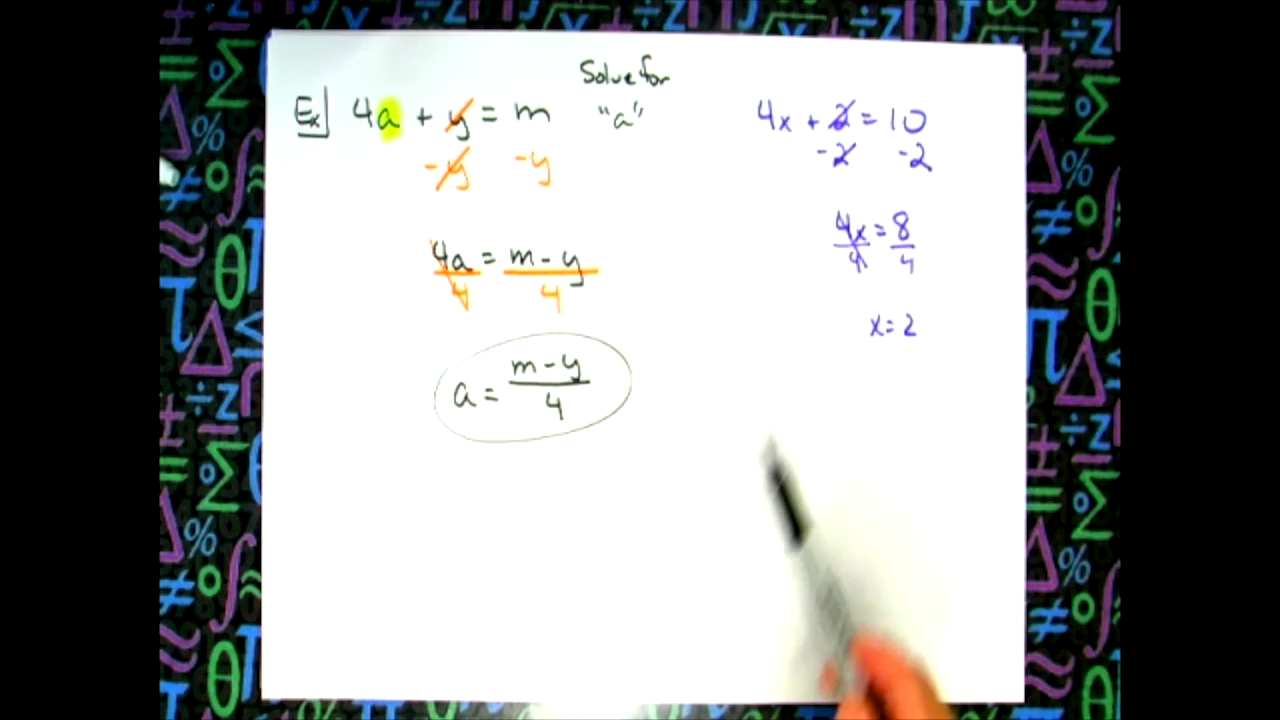 Solve for
Ex] 4a + y = m "a"
-y -y
4a = m - y
4 4
a = m - y
4
4x + 2 = 10
-2 -2
4x = 8
4 4
x = 2